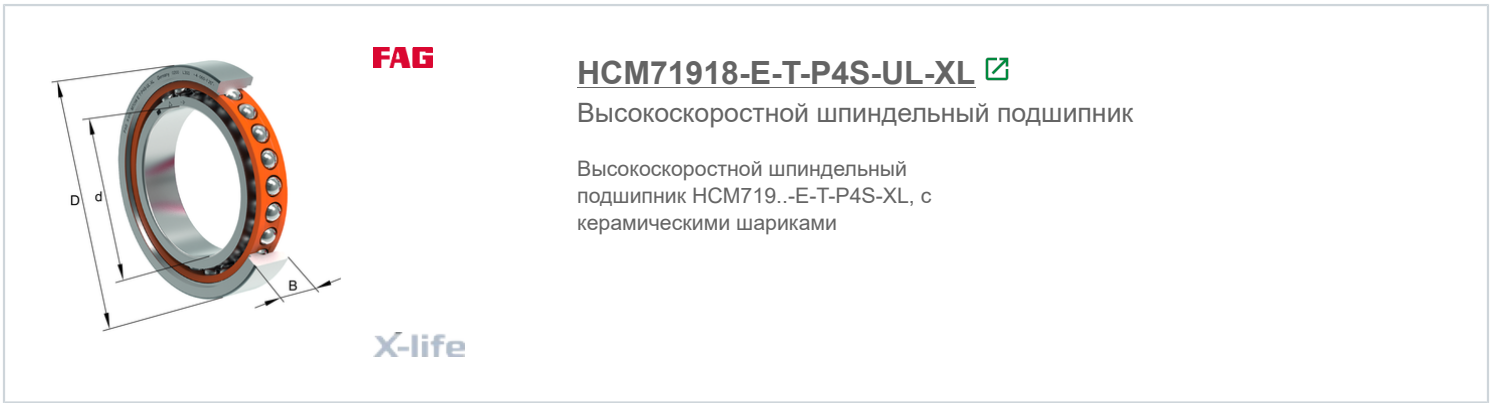 FAG
HCM71918-E-T-P4S-UL-XL
Высокоскоростной шпиндельный подшипник
Высокоскоростной шпиндельный
подшипник HCM719..-E-T-P4S-XL, с
керамическими шариками
D
d
B
X-life